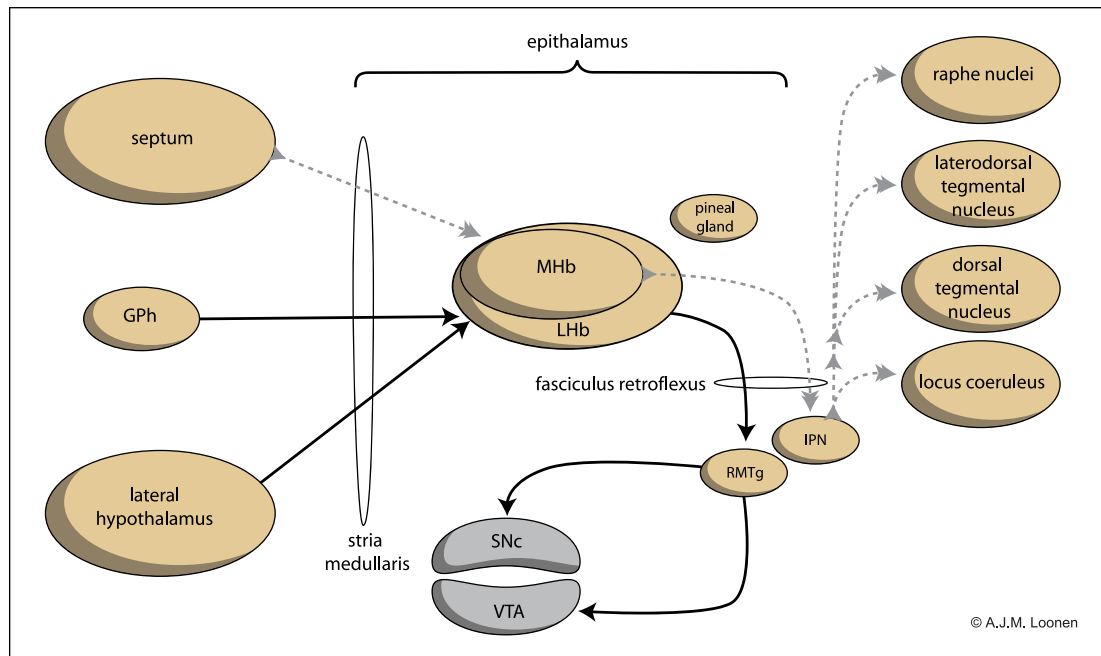 epithalamus
septum
raphe nuclei
laterodorsal
tegmental
nucleus
pineal
gland
MHb
LHb
GPh
dorsal
tegmental
nucleus
fasciculus retroflexus
locus coeruleus
IPN
RMTg
lateral
hypothalamus
stria
medullaris
SNc
VTA
© A.J.M. Loonen